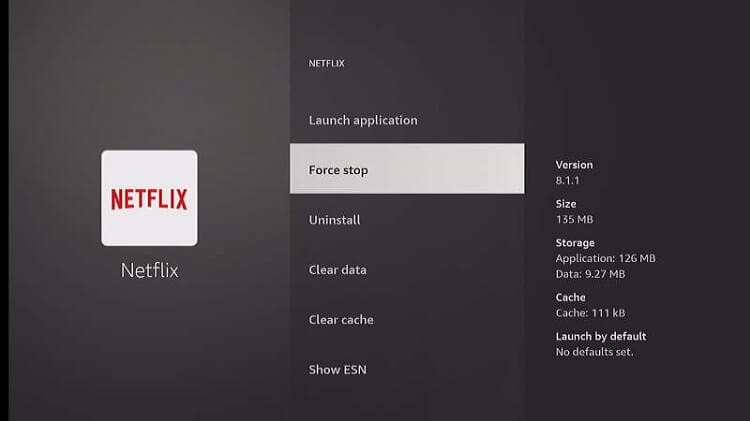 NETFLIX
Netflix
NETFLIX
Launch application
Force stop
Uninstall
Clear data
Clear cache
Show ESN
Version
8.1.1
Size
135 MB
Storage
Application: 126 MB
Data: 9.27 MB
Cache
Cache: 111 kB
Launch by default
No defaults set.